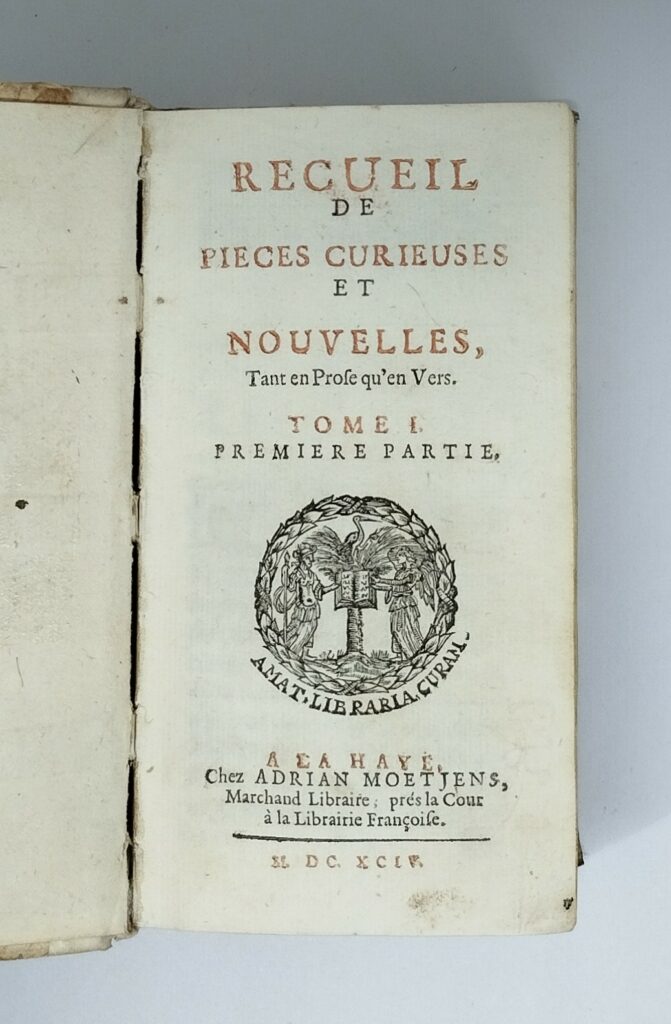 RECUEIL
DE
PIECES CURIEUSES
ET
NOUVELLES,
Tant en Proſe qu'en Vers.
TOME I.
PREMIERE PARTIE.
AMAT. LIBRARIA. CURAM.
A LA HAYE,
Chez ADRIAN MOETJENS,
Marchand Libraire, prés la Cour
à la Librairie Françoiſe.
M. DC. XCIV.